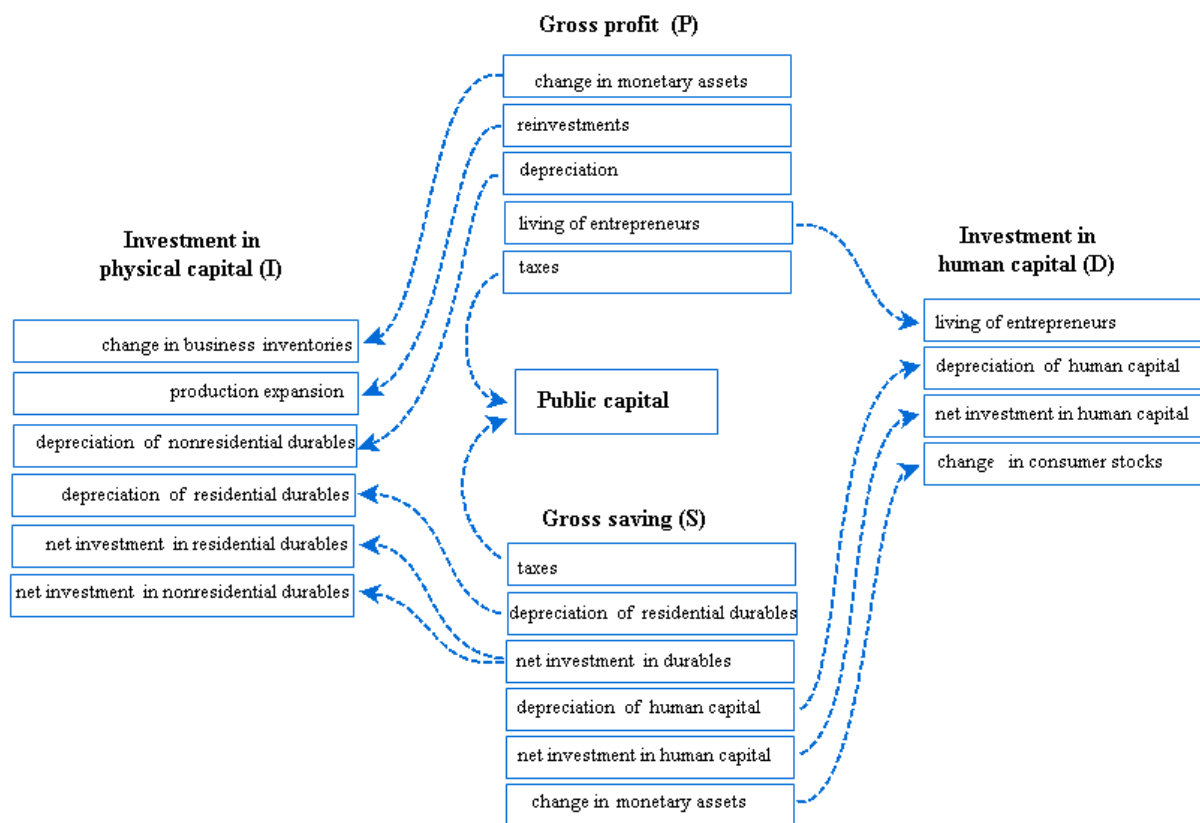 Gross profit (P)
change in monetary assets
reinvestments
depreciation
living of entrepreneurs
taxes
Investment in
physical capital (I)
change in business inventories
production expansion
depreciation of nonresidential durables
depreciation of residential durables
net investment in residential durables
net investment in nonresidential durables
Public capital
Gross saving (S)
taxes
depreciation of residential durables
net investment in durables
depreciation of human capital
net investment in human capital
change in monetary assets
Investment in
human capital (D)
living of entrepreneurs
depreciation of human capital
net investment in human capital
change in consumer stocks